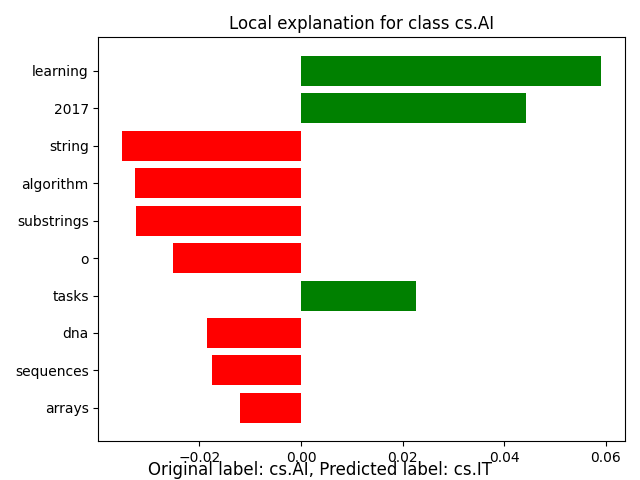 Local explanation for class cs.AI
learning
2017
string
algorithm
substrings
o
tasks
dna
sequences
arrays
−0.02 0.00 0.02 0.04 0.06
Original label: cs.AI, Predicted label: cs.IT